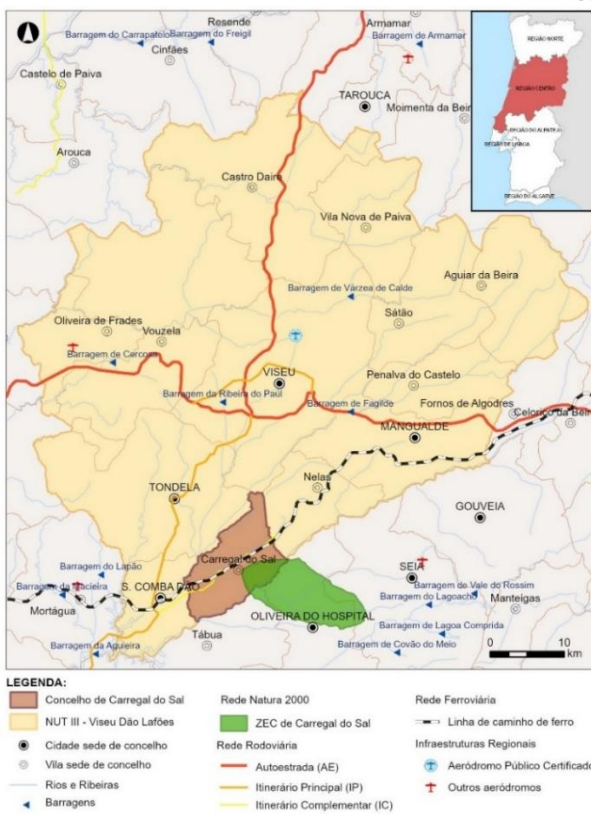 Resende
Armamar
Barragem de Carrapatelo
Barragem do Freigil
Barragem de Armamar
Cinfães
Castelo de Paiva
TAROUCA
Moimenta da Beir
Arouca
Castro Daire
Vila Nova de Paiva
Aguiar da Beira
Barragem de Várzea de Calde
Oliveira de Frades
Vouzela
Sátão
Barragem de Cercosa
VISEU
Penalva do Castelo
Barragem da Ribeira do Paul
Barragem de Fagilde
Fornos de Algodres
Celorico da Beira
MANGUALDE
TONDELA
Nelas
GOUVEIA
Carregal do Sal
SEIA
Barragem do Lapão
Barragem da Macieira
S. COMBA DÃO
Barragem de Vale do Rossim
Barragem do Lagoacho
Manteigas
Mortágua
OLIVEIRA DO HOSPITAL
Barragem de Lagoa Comprida
Tábua
Barragem da Aguieira
Barragem de Covão do Meio
0 10
km
REGIÃO NORTE
REGIÃO CENTRO
REGIÃO DO ALENTEJO
REGIÃO DE LISBOA
REGIÃO DO ALGARVE
LEGENDA:
Concelho de Carregal do Sal
NUT III - Viseu Dão Lafões
Cidade sede de concelho
Vila sede de concelho
Rios e Ribeiras
Barragens
Rede Natura 2000
ZEC de Carregal do Sal
Rede Rodoviária
Autoestrada (AE)
Itinerário Principal (IP)
Itinerário Complementar (IC)
Rede Ferroviária
Linha de caminho de ferro
Infraestruturas Regionais
Aeródromo Público Certificado
Outros aeródromos